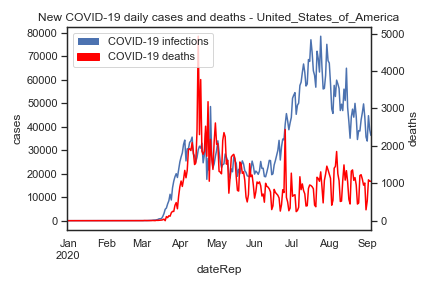 New COVID-19 daily cases and deaths - United_States_of_America
COVID-19 infections
COVID-19 deaths
80000
70000
60000
50000
40000
30000
20000
10000
0
cases
5000
4000
3000
2000
1000
0
deaths
Jan Feb Mar Apr May Jun Jul Aug Sep
2020
dateRep